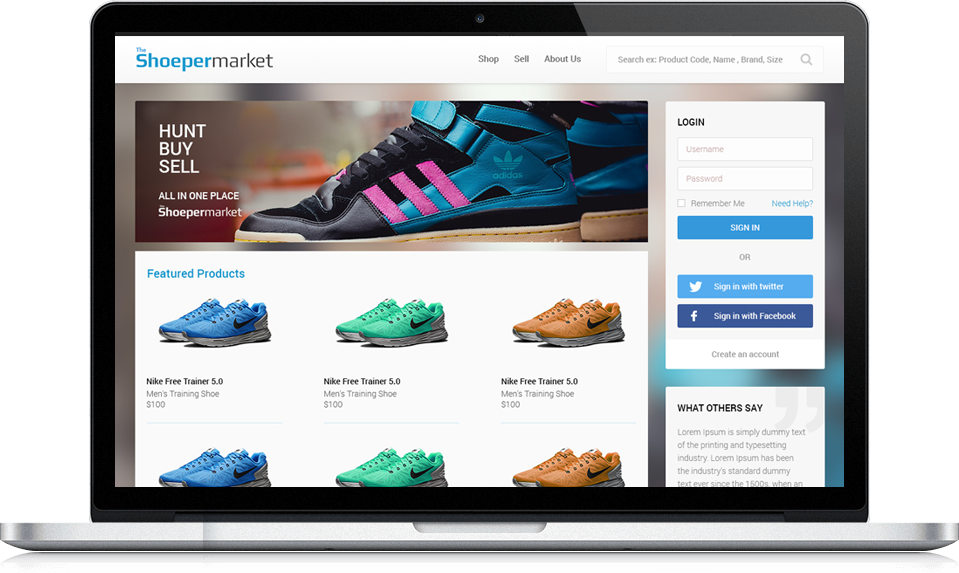 The
Shoepermarket
Shop Sell About Us
Search ex: Product Code, Name , Brand, Size
HUNT
BUY
SELL
ALL IN ONE PLACE
Shoepermarket
adidas
LOGIN
Username
Password
Remember Me Need Help?
SIGN IN
OR
Sign in with twitter
Sign in with Facebook
Create an account
Featured Products
Nike Free Trainer 5.0
Men's Training Shoe
$100
Nike Free Trainer 5.0
Men's Training Shoe
$100
Nike Free Trainer 5.0
Men's Training Shoe
$100
WHAT OTHERS SAY
Lorem Ipsum is simply dummy text
of the printing and typesetting
industry. Lorem Ipsum has been
the industry's standard dummy
text ever since the 1500s, when an